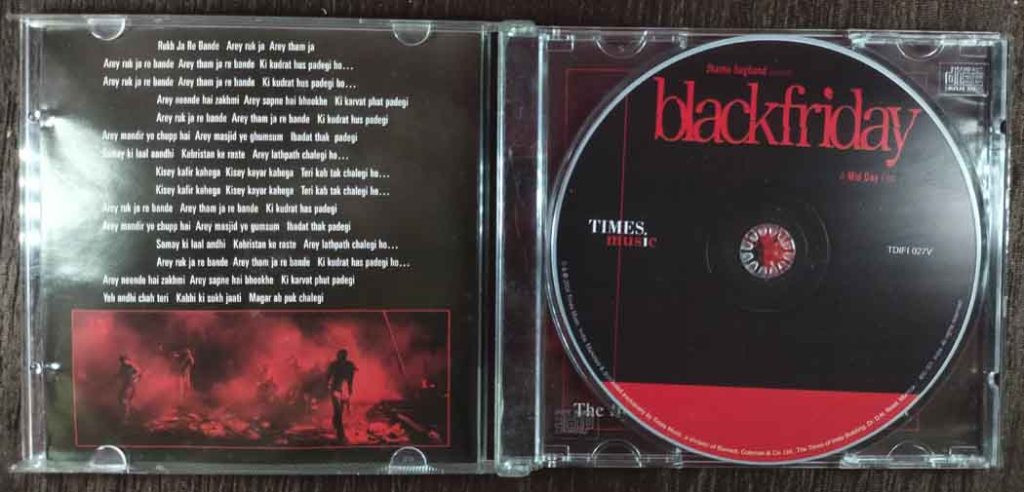 Rukh Ja Re Bande Arey ruk ja Arey tham ja
Arey ruk ja re bande Arey tham ja re bande Ki kudrat has padegi ho...
Arey ruk ja re bande Arey tham ja re bande Ki kudrat hus padegi ho...
Arey neende hai zakhmi Arey sapne hai bhookhe Ki karvat phat padegi
Arey ruk ja re bande Arey tham ja re bande Ki kudrat hus padegi
Arey mandir yo chupp hai Arey masjid ye ghumsum Ibadat thak padegi
Samay ki laal aandhi Kabristan ke raste Arey lathpath chalegi ho...
Kisey kafir kahega Kisey kayar kahega Teri kab tak chalegi ho...
Kisey kafir kahega Kisey kayar kahega Teri kab tak chalegi ho...
Arey ruk ja re bande Arey tham ja re bande Ki kudrat has padegi
Arey mandir ye chupp hai Arey masjid ye gumsum Ibadat thak padegi
Samay ki laal andhi Kabristan ke raste Arey lathpath chalegi ho...
Arey ruk ja re bande Arey tham ja re bande Ki kudrat has padegi ho...
Arey neende hai zakhmi Arey sapne hai bhookhe Ki karvat phat padegi
Yeh andhi chah teri Kabhi ki sukh jaati Magar ab puk chalegi
blackfriday
A Mid Day
TIMES
music
TDIFI 027V
The